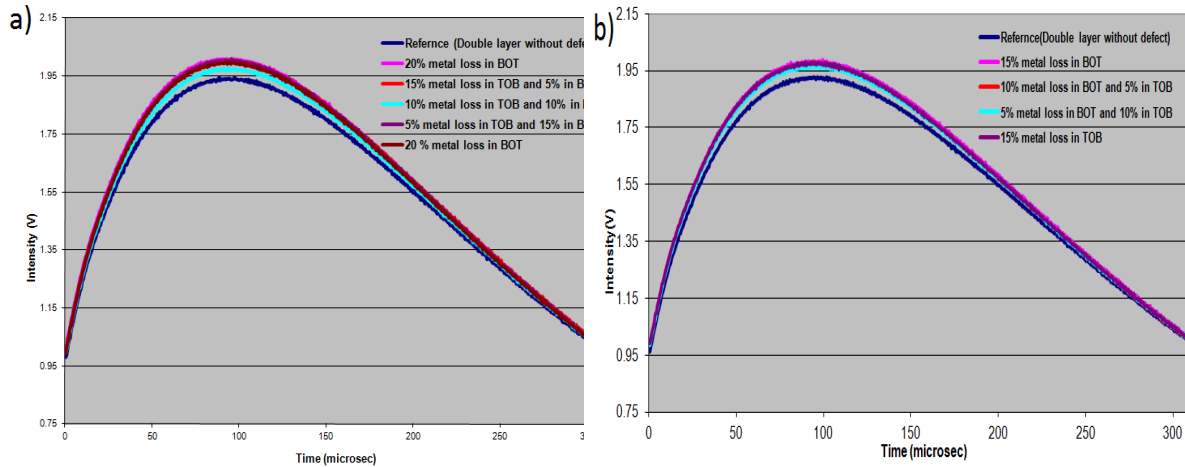 a)
2.15
1.95
1.75
1.55
1.35
1.15
0.95
0.75
Intensity (V)
0
50
100
150
200
250
Time (microsec)
Refernce (Double layer without defe
20% metal loss in BOT
15% metal loss in TOB and 5% in B
10% metal loss in TOB and 10% in
5% metal loss in TOB and 15% in B
20 % metal loss in BOT
b)
2.15
1.95
1.75
1.55
1.35
1.15
0.95
0.75
Intensity (V)
0
50
100
150
200
250
300
Time (microsec)
Refernce(Double layer without defect)
15% metal loss in BOT
10% metal loss in BOT and 5% in TOB
5% metal loss in BOT and 10% in TOB
15% metal loss in TOB